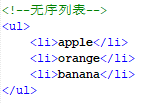 <!--无序列表-->
<ul>
    <li>apple</li>
    <li>orange</li>
    <li>banana</li>
</ul>